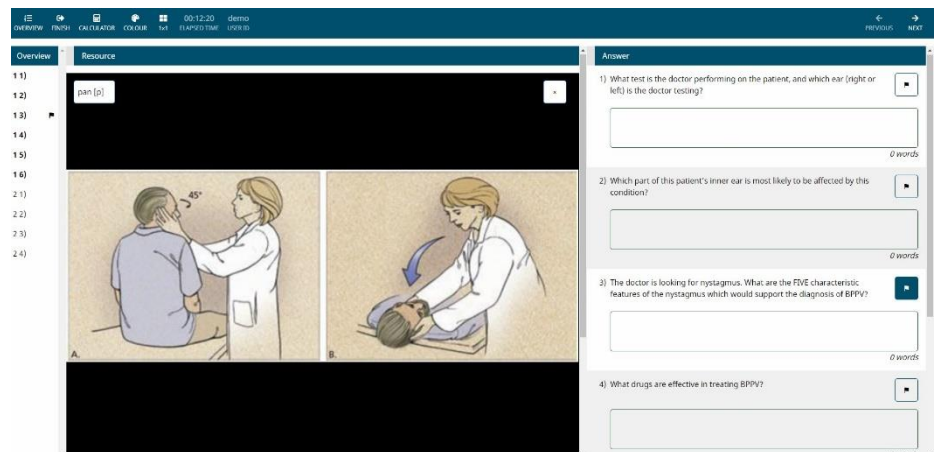 OVERVIEW FINISH CALCULATOR COLOUR 1x1 00:12:20 ELAPSED TIME demo USER ID PREVIOUS NEXT
Overview
1 1)
1 2)
1 3)
1 4)
1 5)
1 6)
2 1)
2 2)
2 3)
2 4)
Resource
pan [p]
45°
A.
B.
Answer
1) What test is the doctor performing on the patient, and which ear (right or
left) is the doctor testing?
0 words
2) Which part of this patient's inner ear is most likely to be affected by this
condition?
0 words
3) The doctor is looking for nystagmus. What are the FIVE characteristic
features of the nystagmus which would support the diagnosis of BPPV?
0 words
4) What drugs are effective in treating BPPV?